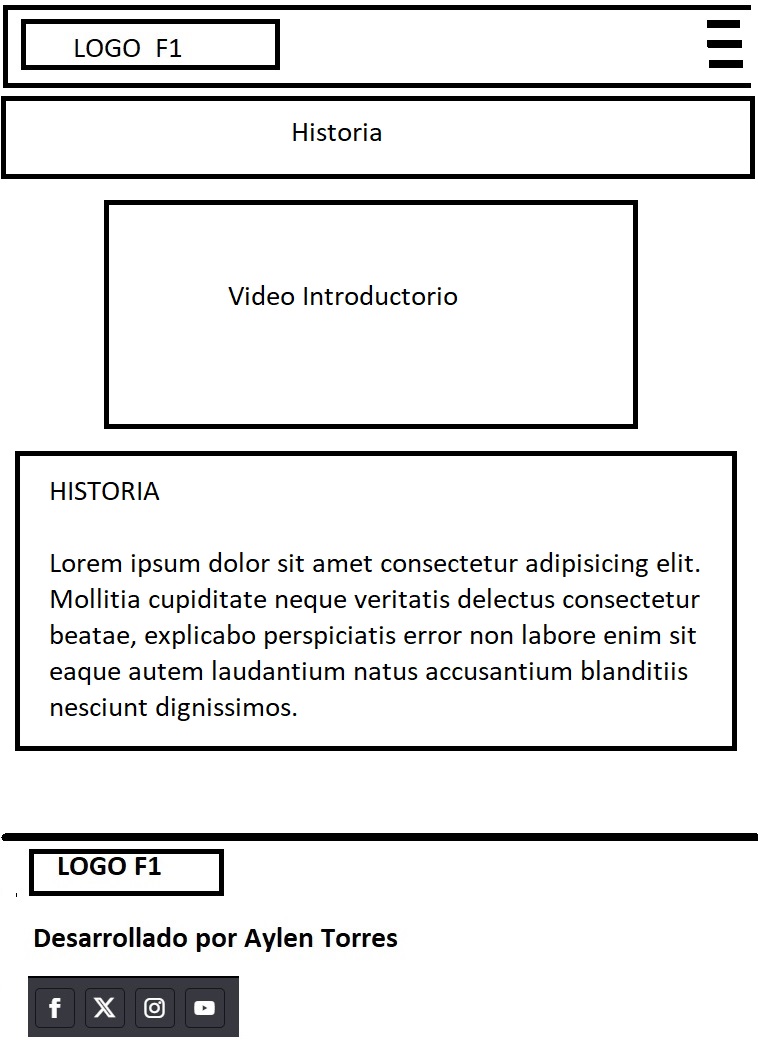 LOGO F1
Historia
Video Introductorio
HISTORIA
Lorem ipsum dolor sit amet consectetur adipisicing elit.
Mollitia cupiditate neque veritatis delectus consectetur
beatae, explicabo perspiciatis error non labore enim sit
eaque autem laudantium natus accusantium blanditiis
nesciunt dignissimos.
LOGO F1
Desarrollado por Aylen Torres